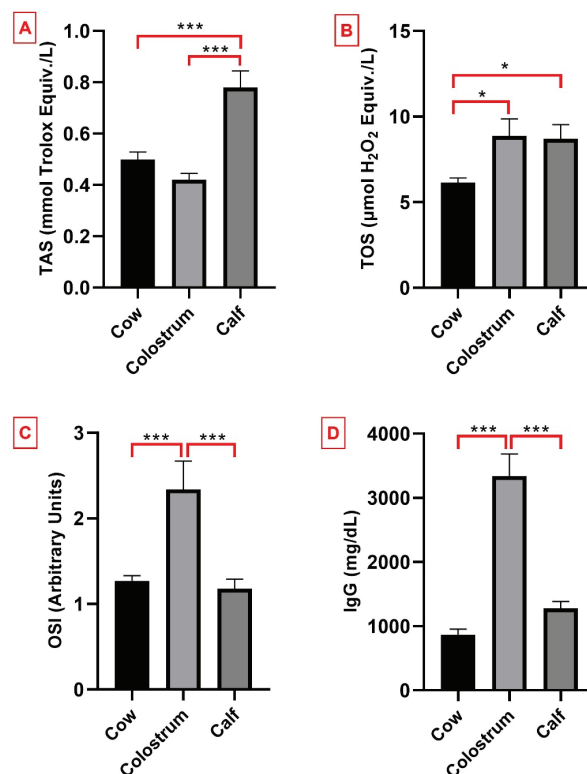 A
TAS (mmol Trolox Equiv./L)
1.0
0.8
0.6
0.4
0.2
0.0
***
***
Cow
Colostrum
Calf
B
TOS (µmol H₂O₂ Equiv./L)
15
10
5
0
*
*
Cow
Colostrum
Calf
C
OSI (Arbitrary Units)
3
2
1
0
***
***
Cow
Colostrum
Calf
D
IgG (mg/dL)
4000
3000
2000
1000
0
***
***
Cow
Colostrum
Calf